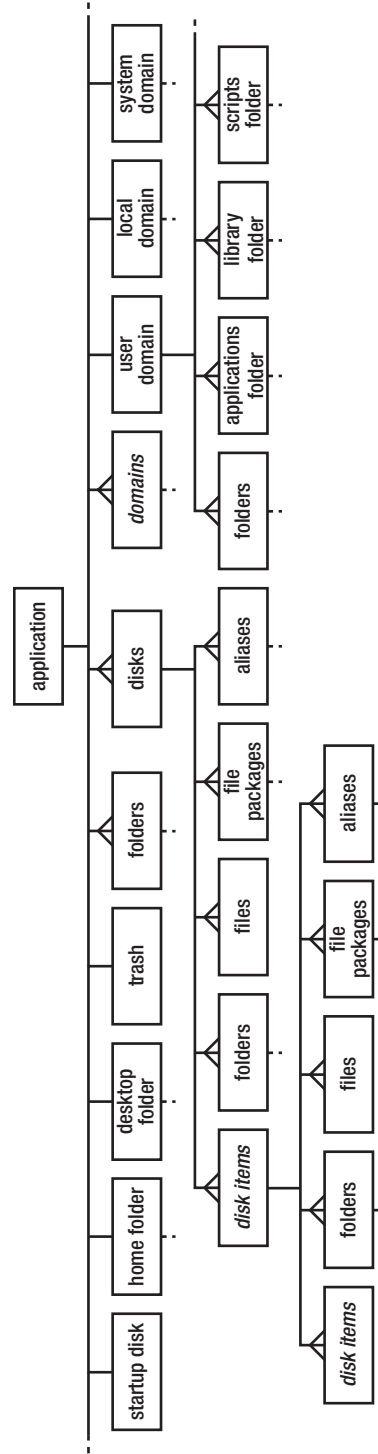 application
startup disk
home folder
desktop
folder
trash
folders
disks
domains
user
domain
local
domain
system
domain
disk items
folders
files
file
packages
aliases
folders
applications
folder
library
folder
scripts
folder
disk items
folders
files
file
packages
aliases